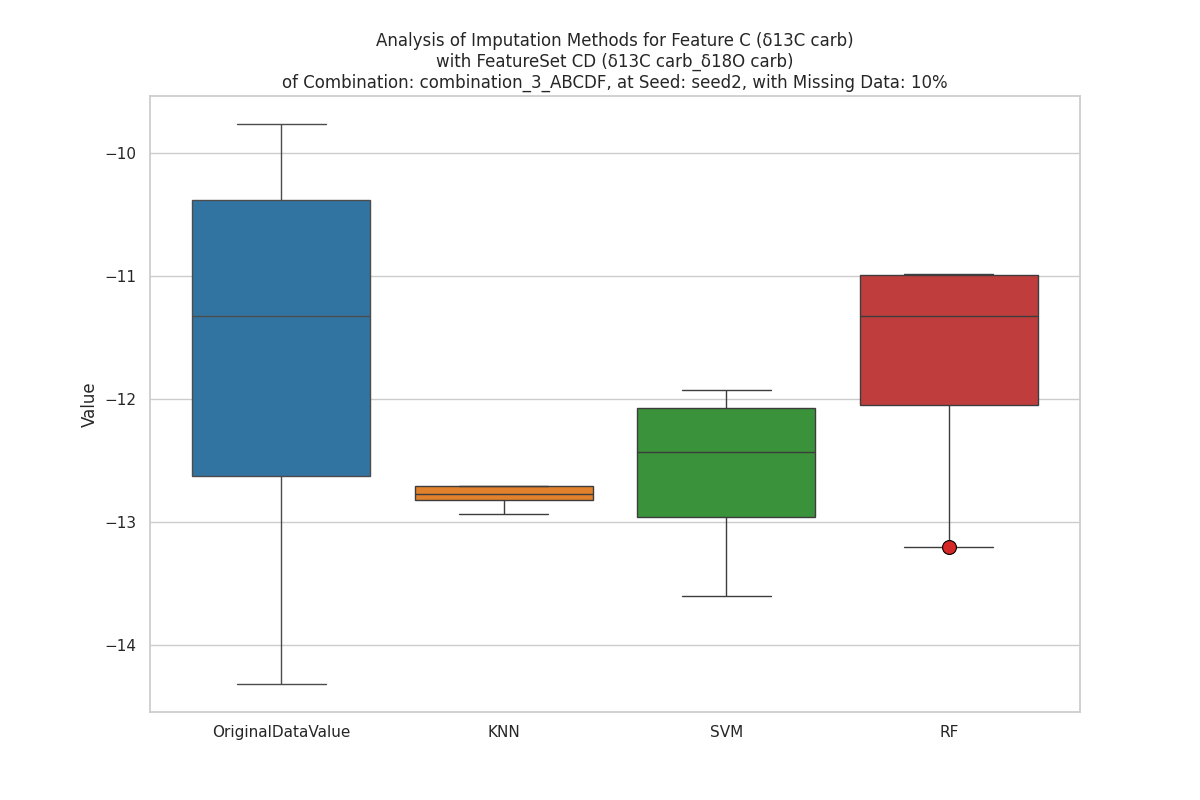 Analysis of Imputation Methods for Feature C (δ13C carb)
with FeatureSet CD (δ13C carb_δ18O carb)
of Combination: combination_3_ABCDF, at Seed: seed2, with Missing Data: 10%
−10
−11
−12
−13
−14
Value
OriginalDataValue
KNN
SVM
RF